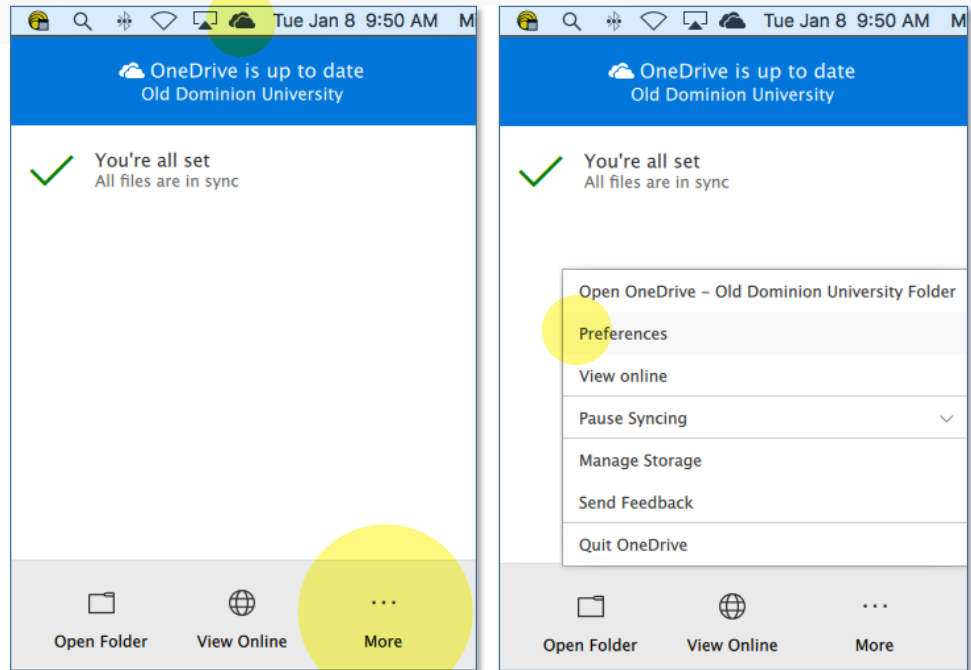 Tue Jan 8 9:50 AM M
OneDrive is up to date
Old Dominion University
You're all set
All files are in sync
Open Folder
View Online
More
Tue Jan 8 9:50 AM M
OneDrive is up to date
Old Dominion University
You're all set
All files are in sync
Open OneDrive – Old Dominion University Folder
Preferences
View online
Pause Syncing
Manage Storage
Send Feedback
Quit OneDrive
Open Folder
View Online
More